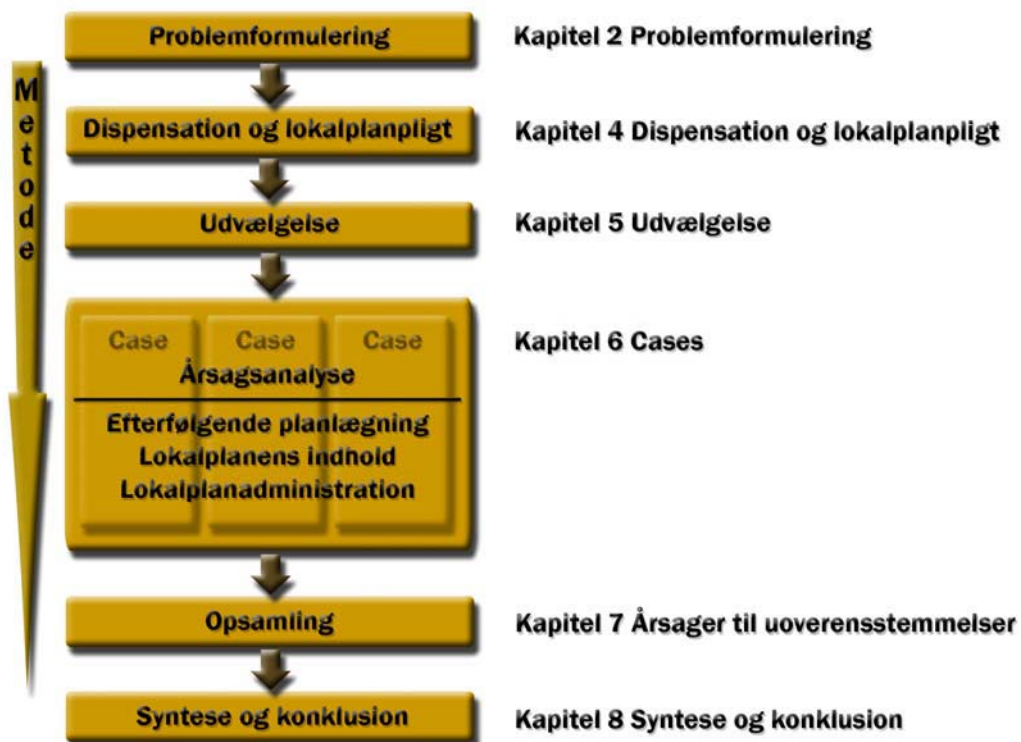 Problemformulering
Kapitel 2 Problemformulering
Metode
Dispensation og lokalplanpligt
Kapitel 4 Dispensation og lokalplanpligt
Udvælgelse
Kapitel 5 Udvælgelse
Case Case Case
Kapitel 6 Cases
Årsagsanalyse
Efterfølgende planlægning
Lokalplanens indhold
Lokalplanadministration
Opsamling
Kapitel 7 Årsager til uoverensstemmelser
Syntese og konklusion
Kapitel 8 Syntese og konklusion